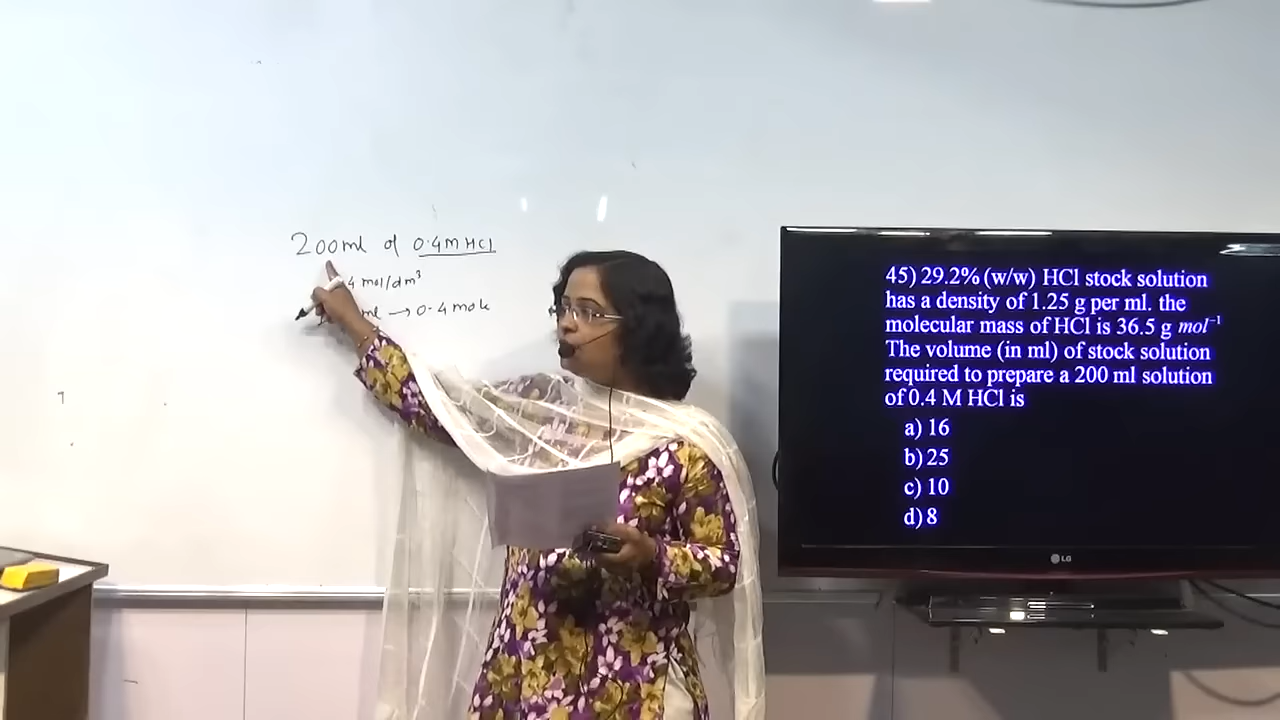 200ml of 0.4M HCl
4 mol/dm³
ml → 0.4 mole
45) 29.2% (w/w) HCl stock solution
has a density of 1.25 g per ml. the
molecular mass of HCl is 36.5 g mol⁻¹
The volume (in ml) of stock solution
required to prepare a 200 ml solution
of 0.4 M HCl is
a) 16
b) 25
c) 10
d) 8
LG